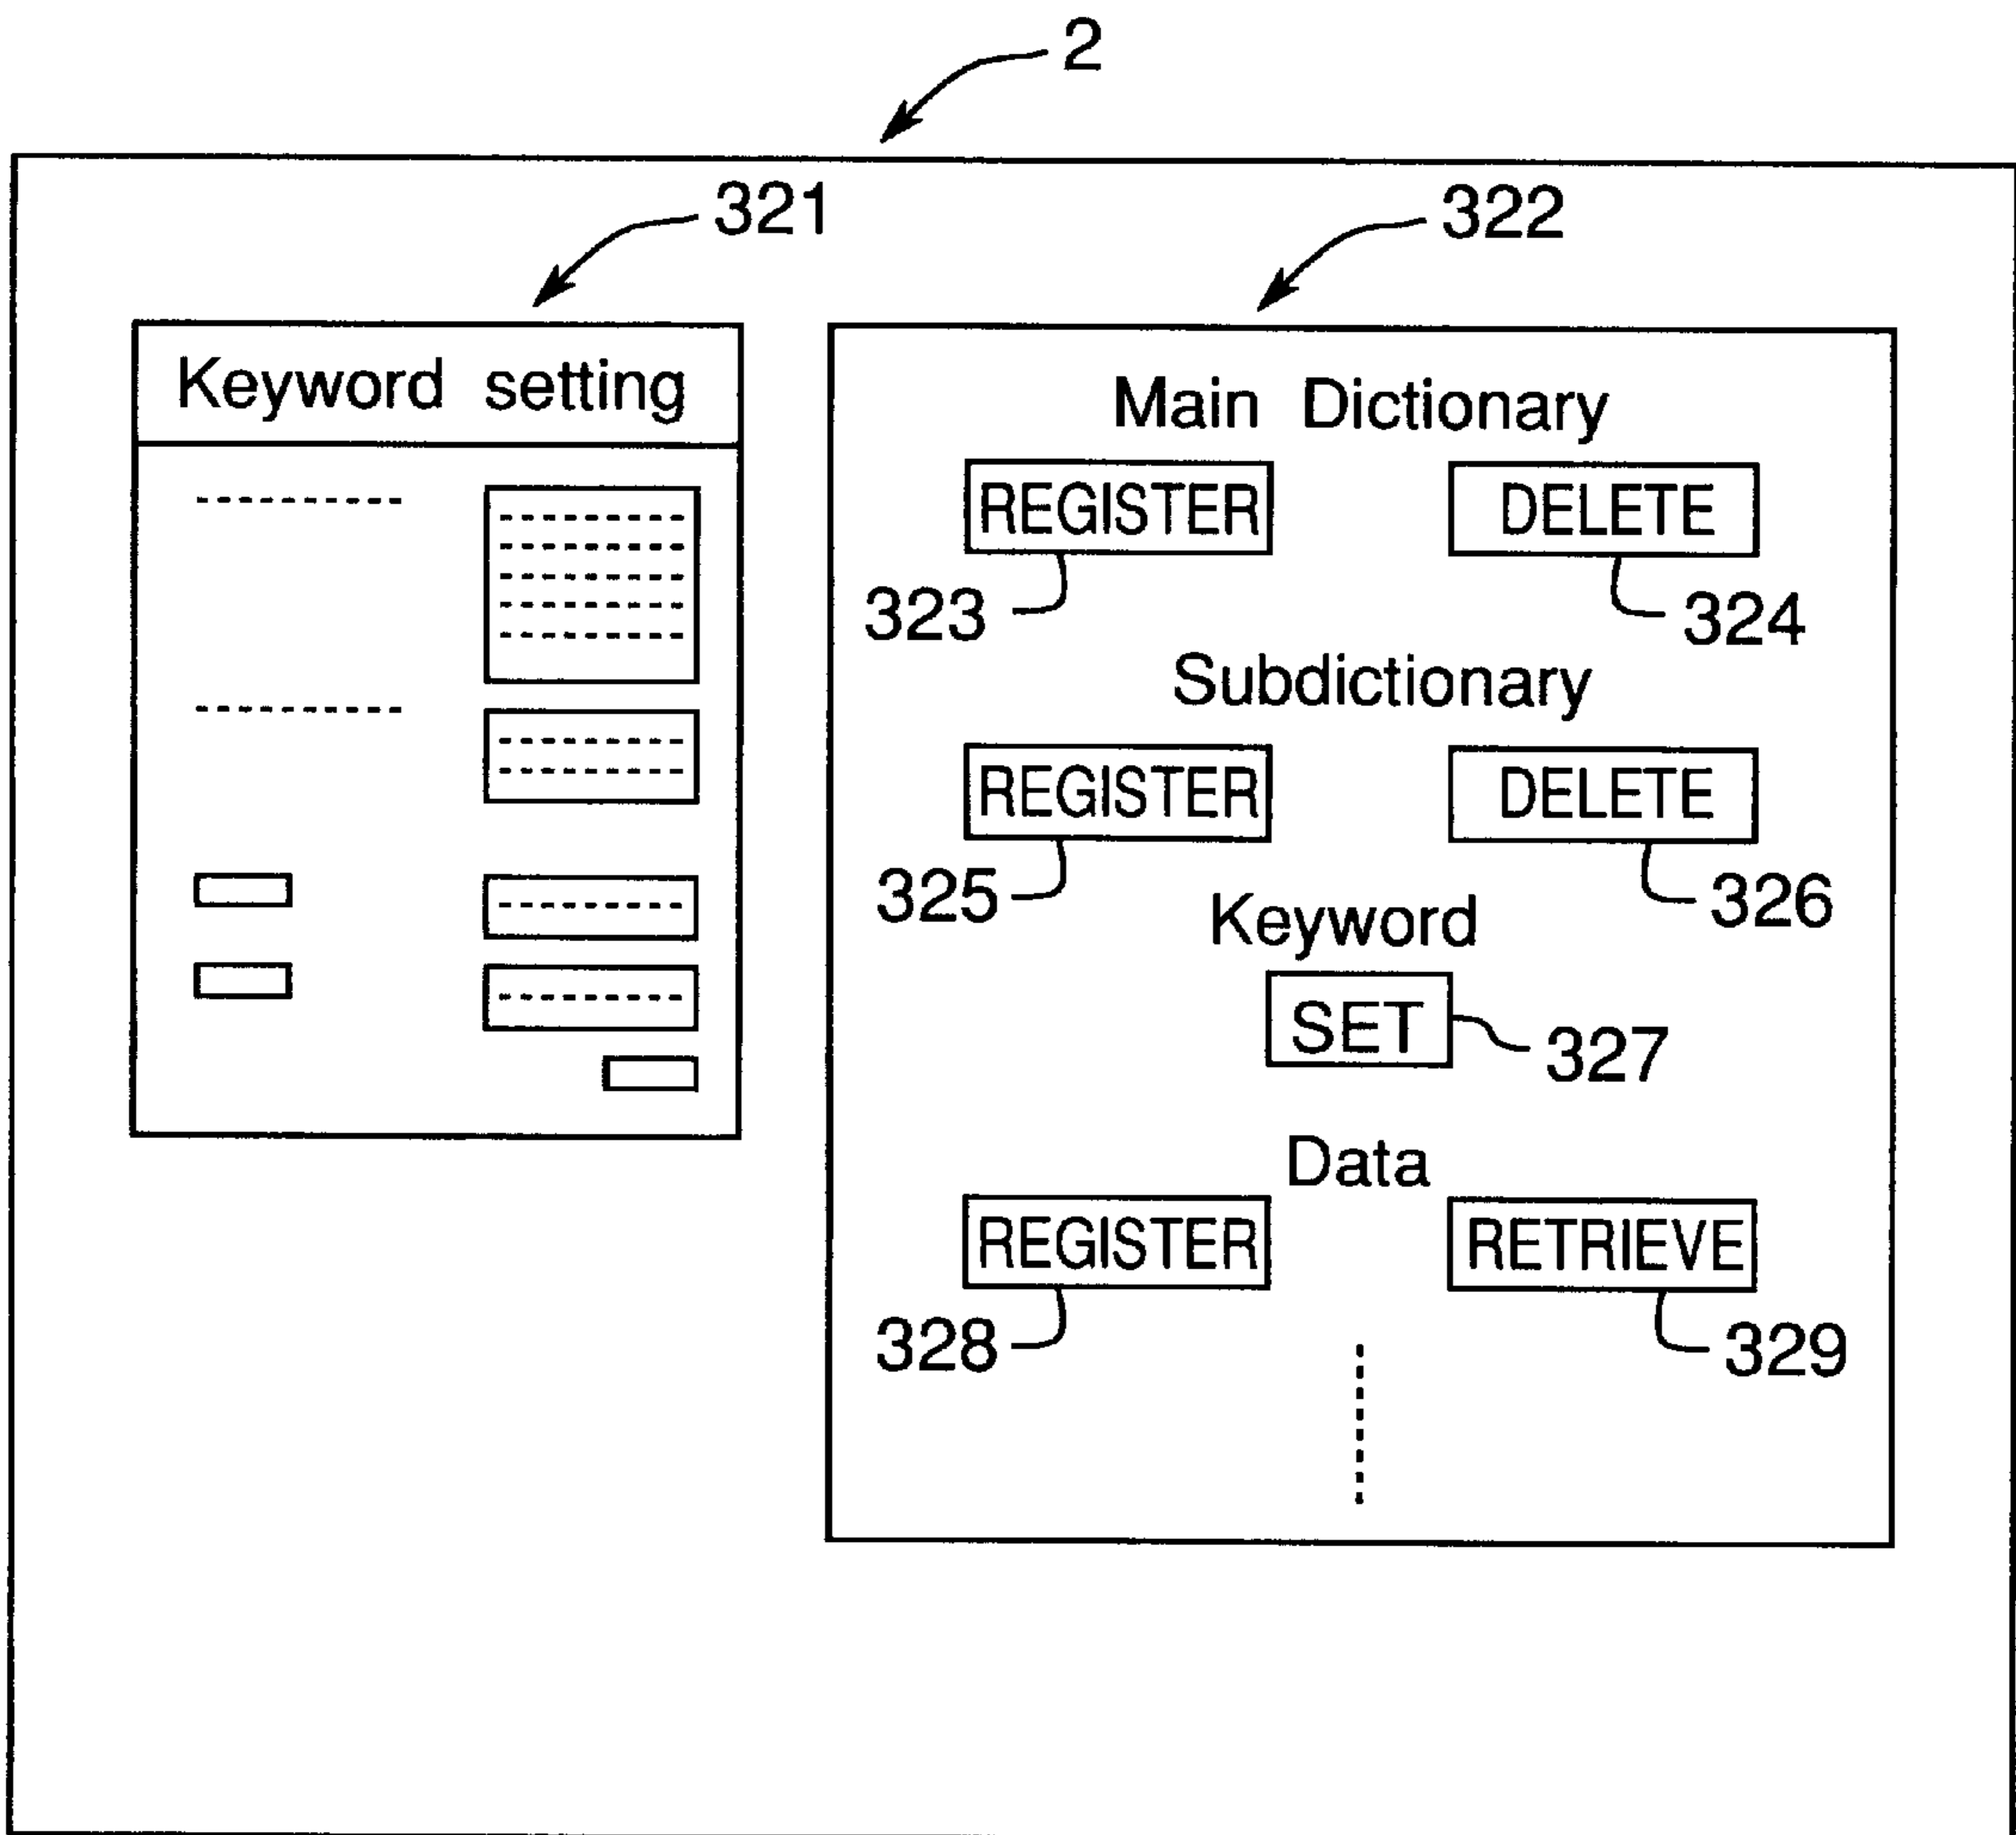 2
321
322
Keyword setting
Main Dictionary
REGISTER DELETE
323 324
Subdictionary
REGISTER DELETE
325 326
Keyword
SET 327
Data
REGISTER RETRIEVE
328 329